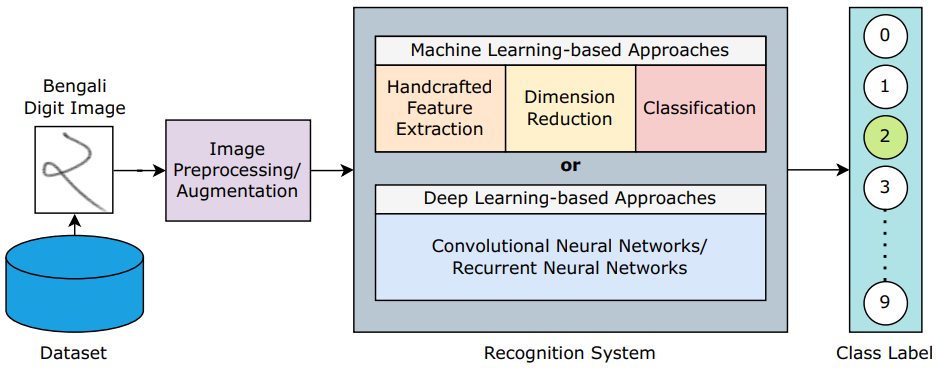 Bengali
Digit Image
২
Dataset
Image
Preprocessing/
Augmentation
Machine Learning-based Approaches
Handcrafted
Feature
Extraction
Dimension
Reduction
Classification
or
Deep Learning-based Approaches
Convolutional Neural Networks/
Recurrent Neural Networks
Recognition System
0
1
2
3
9
Class Label